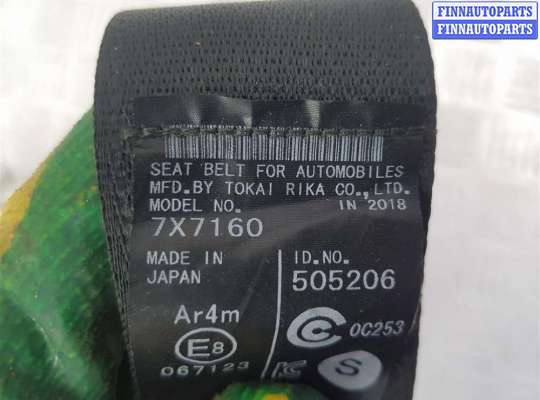 FINNAUTOPARTS
FINNAUTOPARTS
SEAT BELT FOR AUTOMOBILES
MFD.BY TOKAI RIKA CO.,LTD.
MODEL NO. IN 2018
7X7160
MADE IN JAPAN
ID.NO.
505206
Ar4m
E8
067123
C
0C253
KC
S